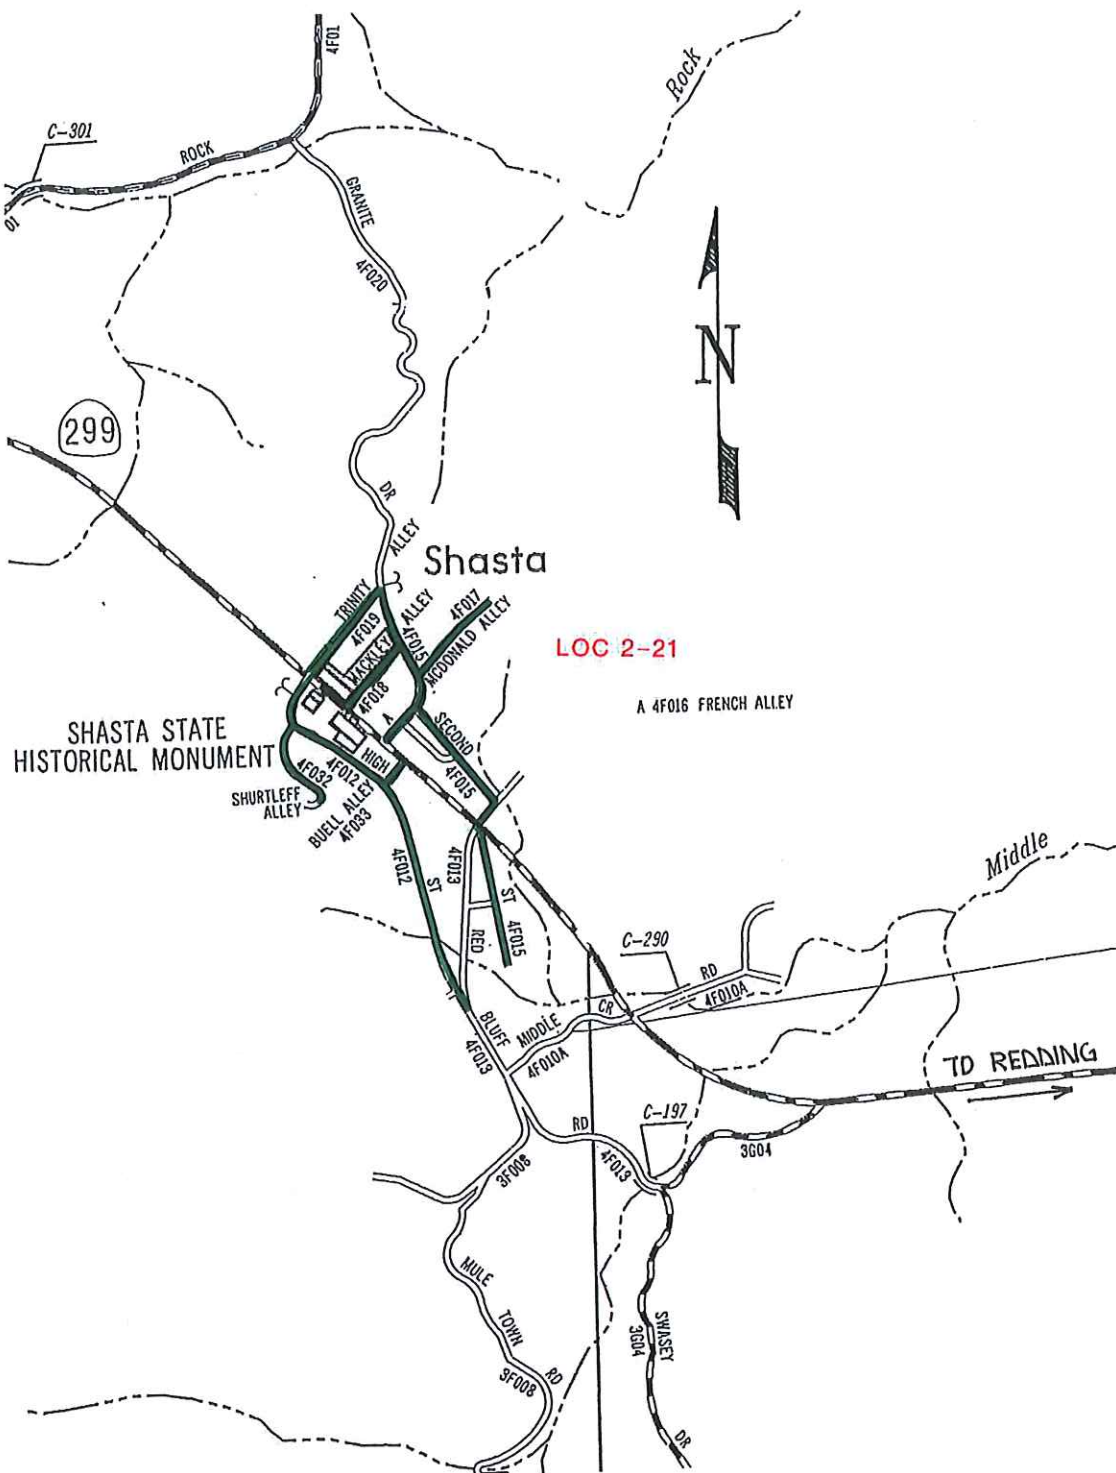 4F01
C-301
ROCK
01
Rock
GRANITE
4F020
N
299
DR
ALLEY
Shasta
TRINITY
4F019
MACKLEY ALLEY
4F015
4F017
MCDONALD ALLEY
4F018
LOC 2-21
A 4F016 FRENCH ALLEY
A
SECOND
4F015
SHASTA STATE
HISTORICAL MONUMENT
HIGH
4F012
4F032
SHURTLEFF
ALLEY
BUELL ALLEY
4F033
4F012
ST
4F013
RED
ST
4F015
Middle
C-290
RD
4F010A
MIDDLE
CR
4F010A
BLUFF
4F013
TO REDDING
C-197
RD
4F013
3G04
3F008
MULE
TOWN
RD
3F008
SWASEY
3G04
DR